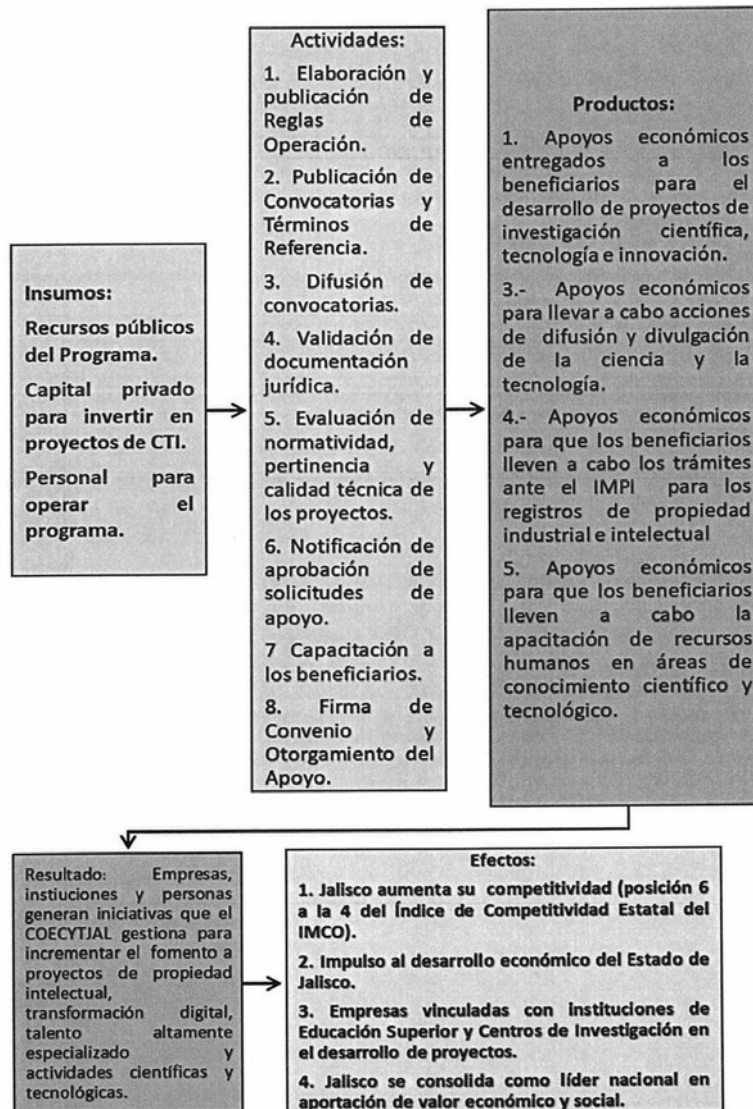 Insumos:
Recursos públicos
del Programa.
Capital privado
para invertir en
proyectos de CTI.
Personal para
operar el
programa.
Actividades:
1. Elaboración y
publicación de
Reglas de
Operación.
2. Publicación de
Convocatorias y
Términos de
Referencia.
3. Difusión de
convocatorias.
4. Validación de
documentación
jurídica.
5. Evaluación de
normatividad,
pertinencia y
calidad técnica de
los proyectos.
6. Notificación de
aprobación de
solicitudes de
apoyo.
7 Capacitación a
los beneficiarios.
8. Firma de
Convenio y
Otorgamiento del
Apoyo.
Productos:
1. Apoyos económicos
entregados a los
beneficiarios para el
desarrollo de proyectos de
investigación científica,
tecnología e innovación.
3.- Apoyos económicos
para llevar a cabo acciones
de difusión y divulgación
de la ciencia y la
tecnología.
4.- Apoyos económicos
para que los beneficiarios
lleven a cabo los trámites
ante el IMPI para los
registros de propiedad
industrial e intelectual
5. Apoyos económicos
para que los beneficiarios
lleven a cabo la
apacitación de recursos
humanos en áreas de
conocimiento científico y
tecnológico.
Resultado: Empresas,
instiuciones y personas
generan iniciativas que el
COECYTJAL gestiona para
incrementar el fomento a
proyectos de propiedad
intelectual,
transformación digital,
talento altamente
especializado y
actividades científicas y
tecnológicas.
Efectos:
1. Jalisco aumenta su competitividad (posición 6
a la 4 del Índice de Competitividad Estatal del
IMCO).
2. Impulso al desarrollo económico del Estado de
Jalisco.
3. Empresas vinculadas con instituciones de
Educación Superior y Centros de Investigación en
el desarrollo de proyectos.
4. Jalisco se consolida como líder nacional en
aportación de valor económico y social.